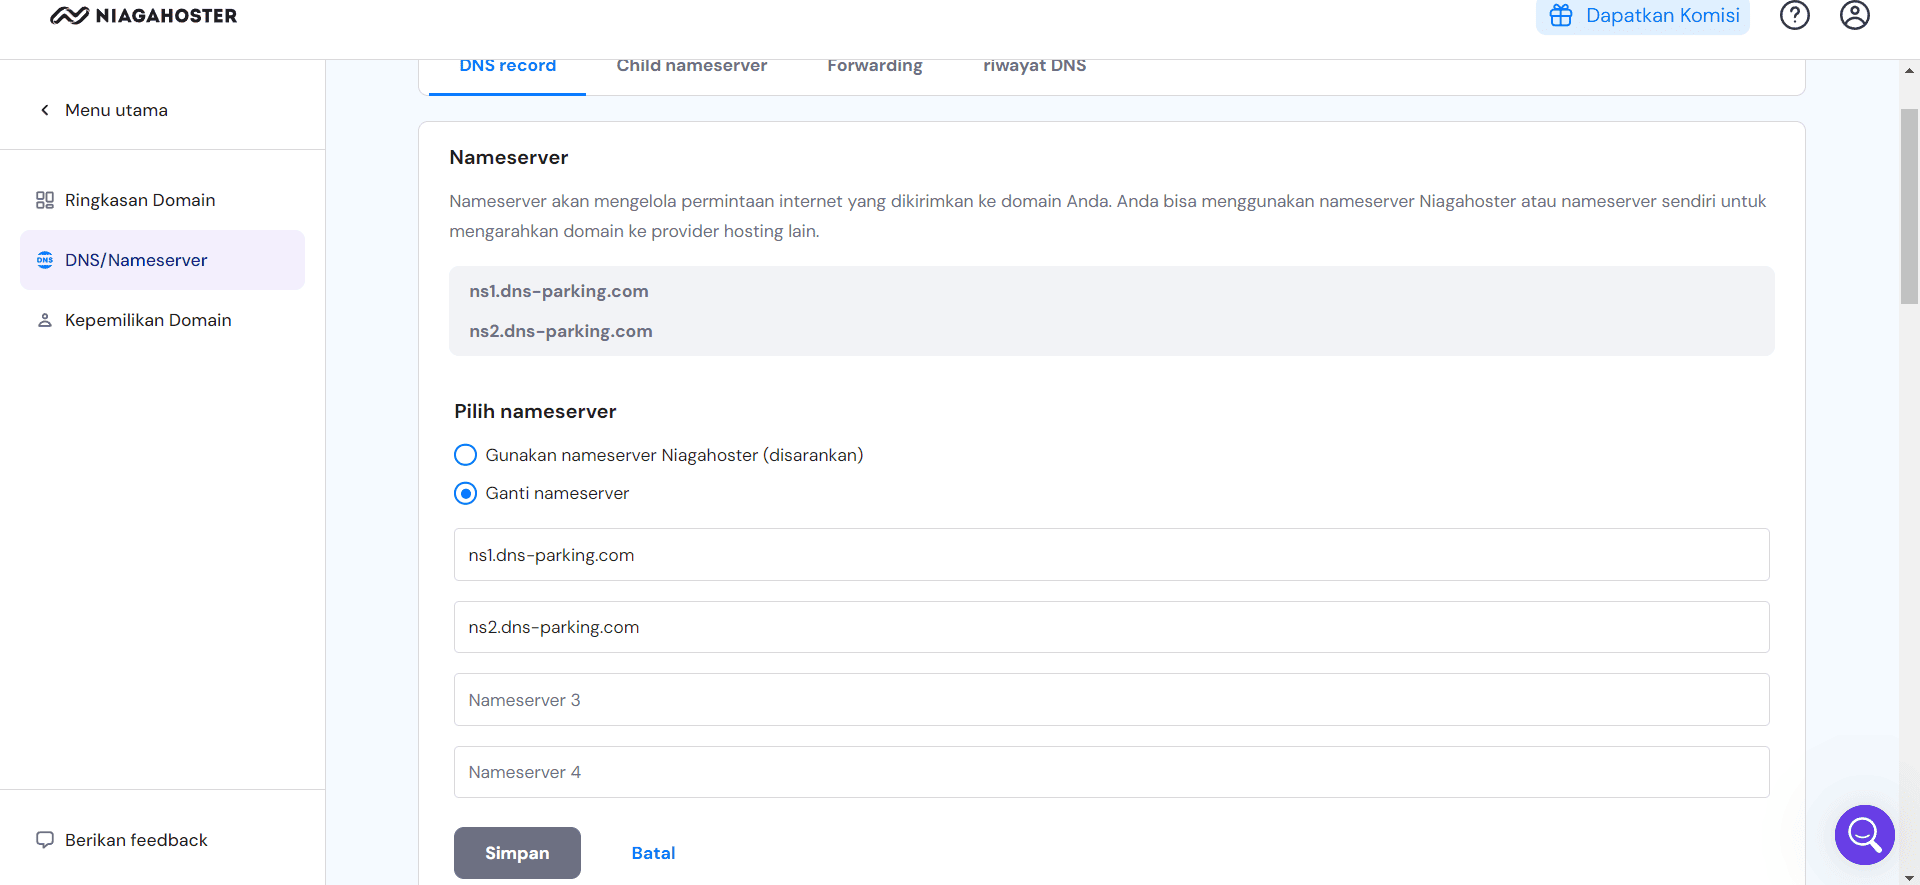 NIAGAHOSTER
Dapatkan Komisi
?
DNS record
Child nameserver
Forwarding
riwayat DNS
Menu utama
Ringkasan Domain
DNS DNS/Nameserver
Kepemilikan Domain
Nameserver
Nameserver akan mengelola permintaan internet yang dikirimkan ke domain Anda. Anda bisa menggunakan nameserver Niagahoster atau nameserver sendiri untuk
mengarahkan domain ke provider hosting lain.
ns1.dns-parking.com
ns2.dns-parking.com
Pilih nameserver
Gunakan nameserver Niagahoster (disarankan)
Ganti nameserver
ns1.dns-parking.com
ns2.dns-parking.com
Nameserver 3
Nameserver 4
Simpan
Batal
Berikan feedback